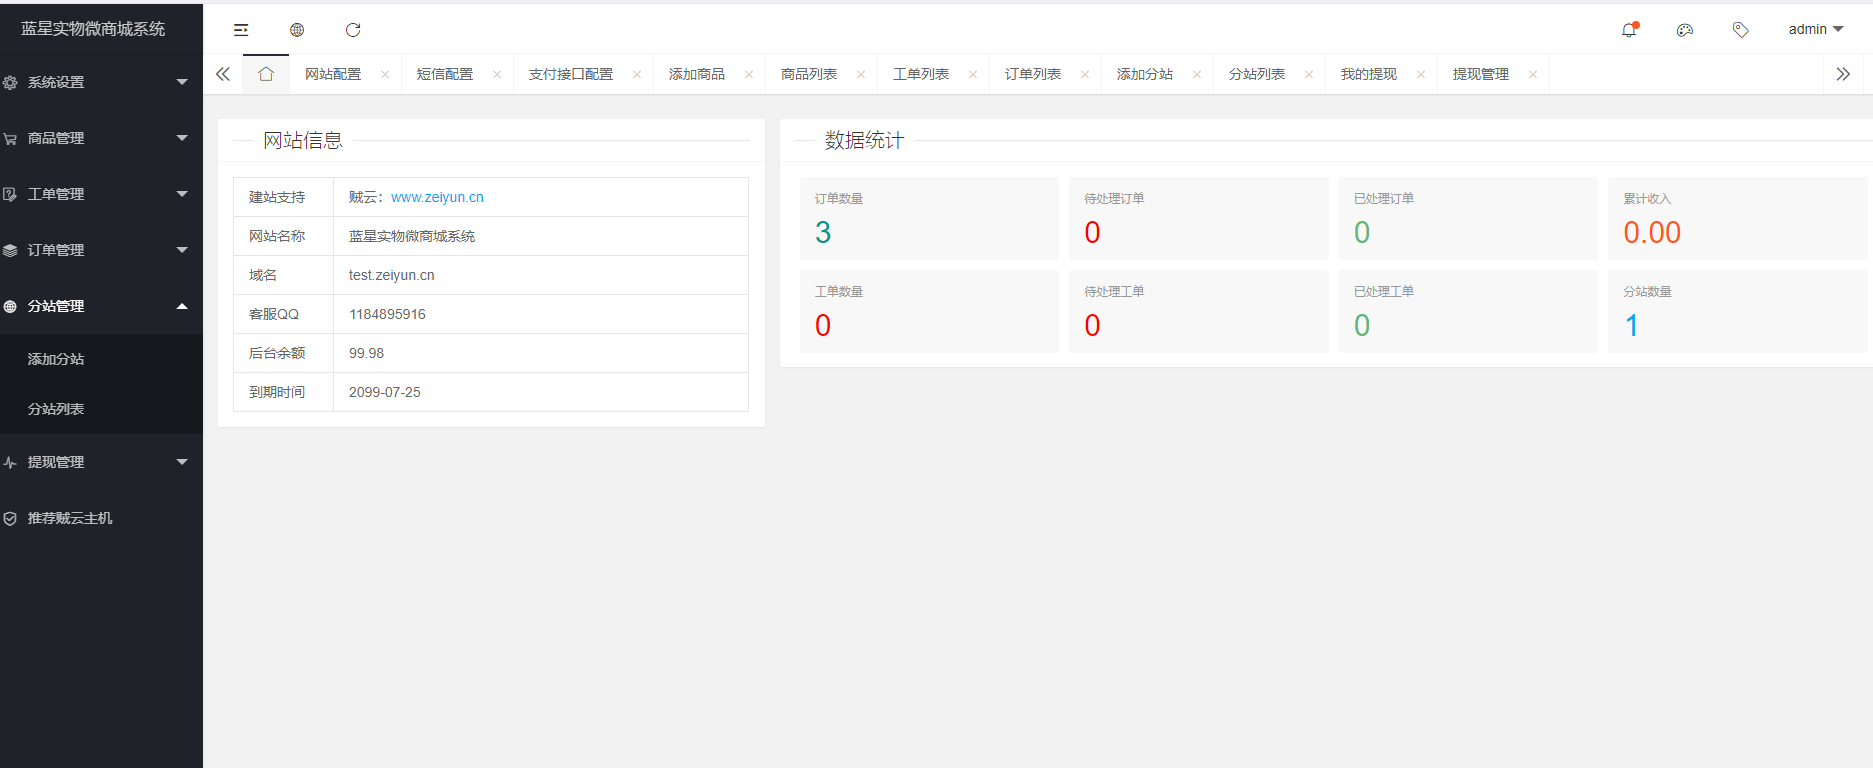 蓝星实物微商城系统
admin
系统设置
商品管理
工单管理
订单管理
分站管理
添加分站
分站列表
提现管理
推荐贼云主机
网站配置
短信配置
支付接口配置
添加商品
商品列表
工单列表
订单列表
添加分站
分站列表
我的提现
提现管理
网站信息
建站支持 贼云：www.zeiyun.cn
网站名称 蓝星实物微商城系统
域名 test.zeiyun.cn
客服QQ 1184895916
后台余额 99.98
到期时间 2099-07-25
数据统计
订单数量
3
待处理订单
0
已处理订单
0
累计收入
0.00
工单数量
0
待处理工单
0
已处理工单
0
分站数量
1